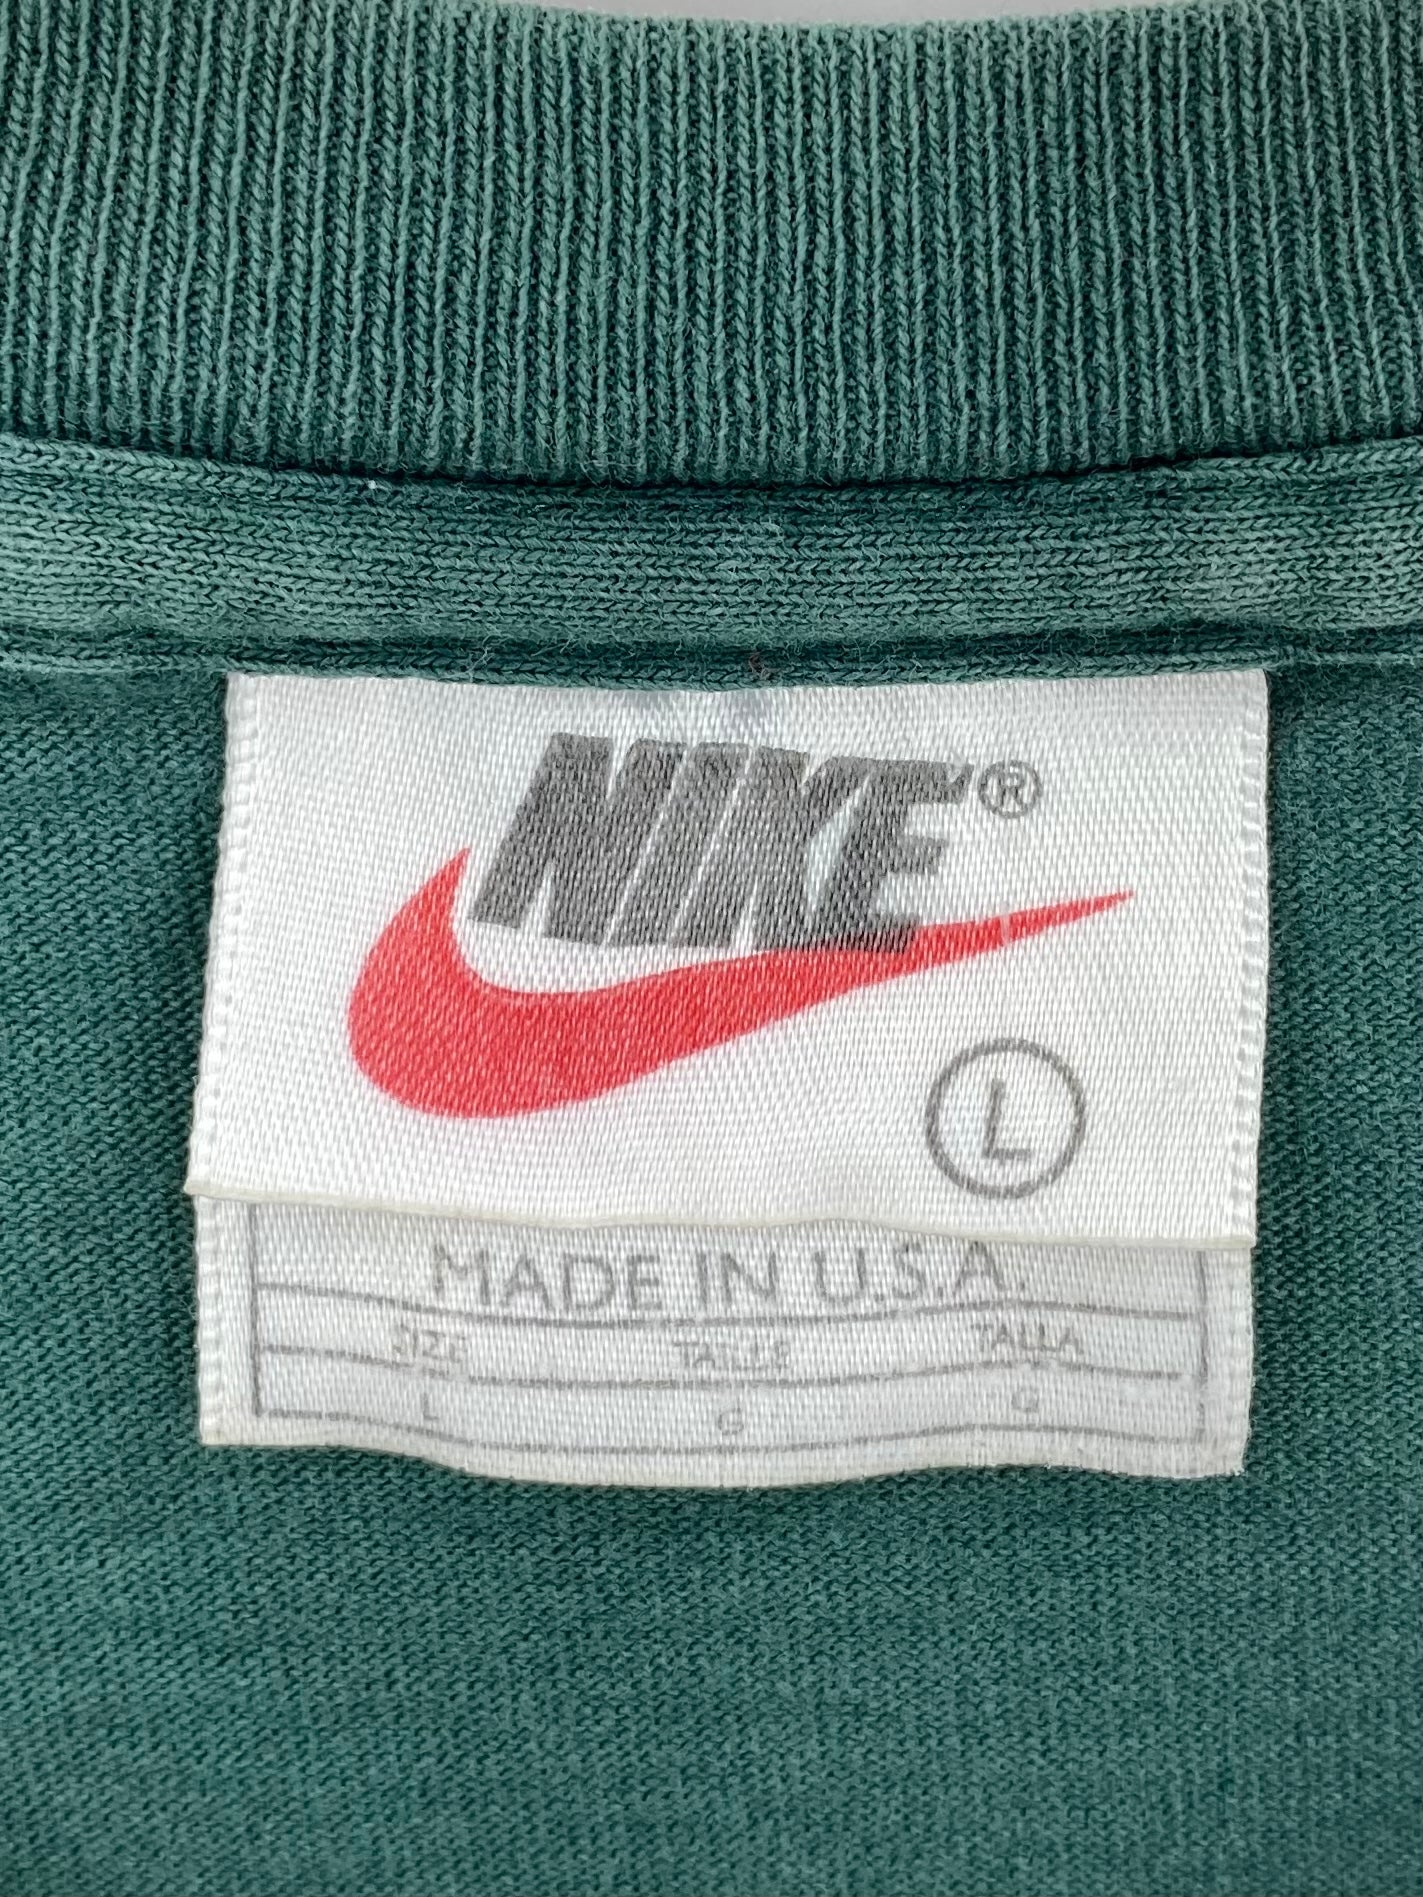 NIKE®
L
MADE IN U.S.A.
SIZE TAILLE TALLA
L G G